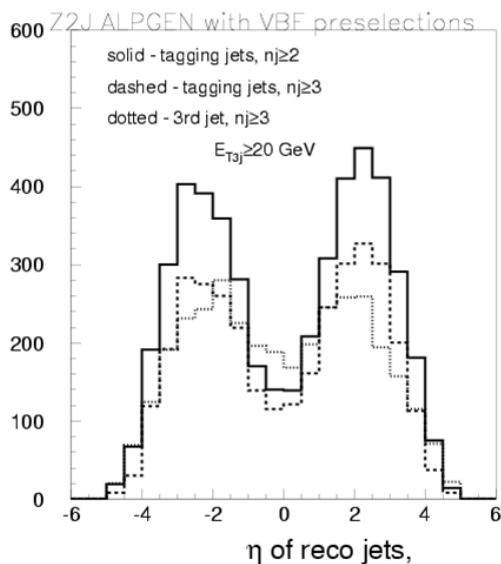 Z2J ALPGEN with VBF preselections
solid - tagging jets, nj≥2
dashed - tagging jets, nj≥3
dotted - 3rd jet, nj≥3
E_T3j≥20 GeV
600
500
400
300
200
100
0
-6 -4 -2 0 2 4 6
η of reco jets,